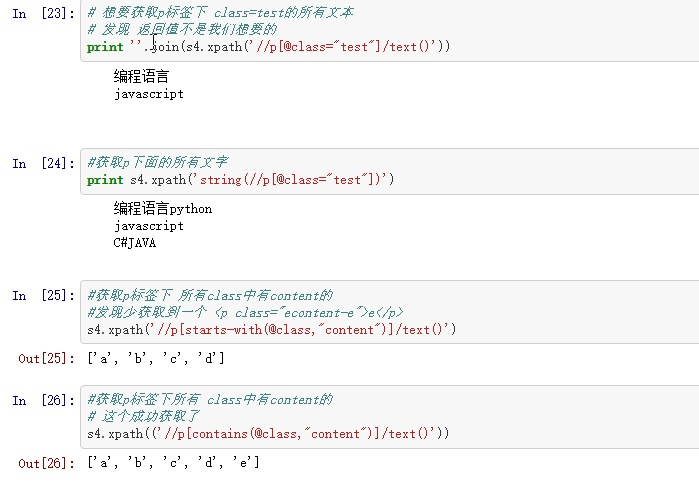 In [23]: # 想要获取p标签下 class=test的所有文本
# 发现 返回值不是我们想要的
print ''.join(s4.xpath('//p[@class="test"]/text()'))
编程语言
javascript
In [24]: #获取p下面的所有文字
print s4.xpath('string(//p[@class="test"])')
编程语言python
javascript
C#JAVA
In [25]: #获取p标签下 所有class中有content的
#发现少获取到一个 <p class="econtent-e">e</p>
s4.xpath('//p[starts-with(@class,"content")]/text()')
Out[25]: ['a', 'b', 'c', 'd']
In [26]: #获取p标签下所有 class中有content的
# 这个成功获取了
s4.xpath(('//p[contains(@class,"content")]/text()'))
Out[26]: ['a', 'b', 'c', 'd', 'e']